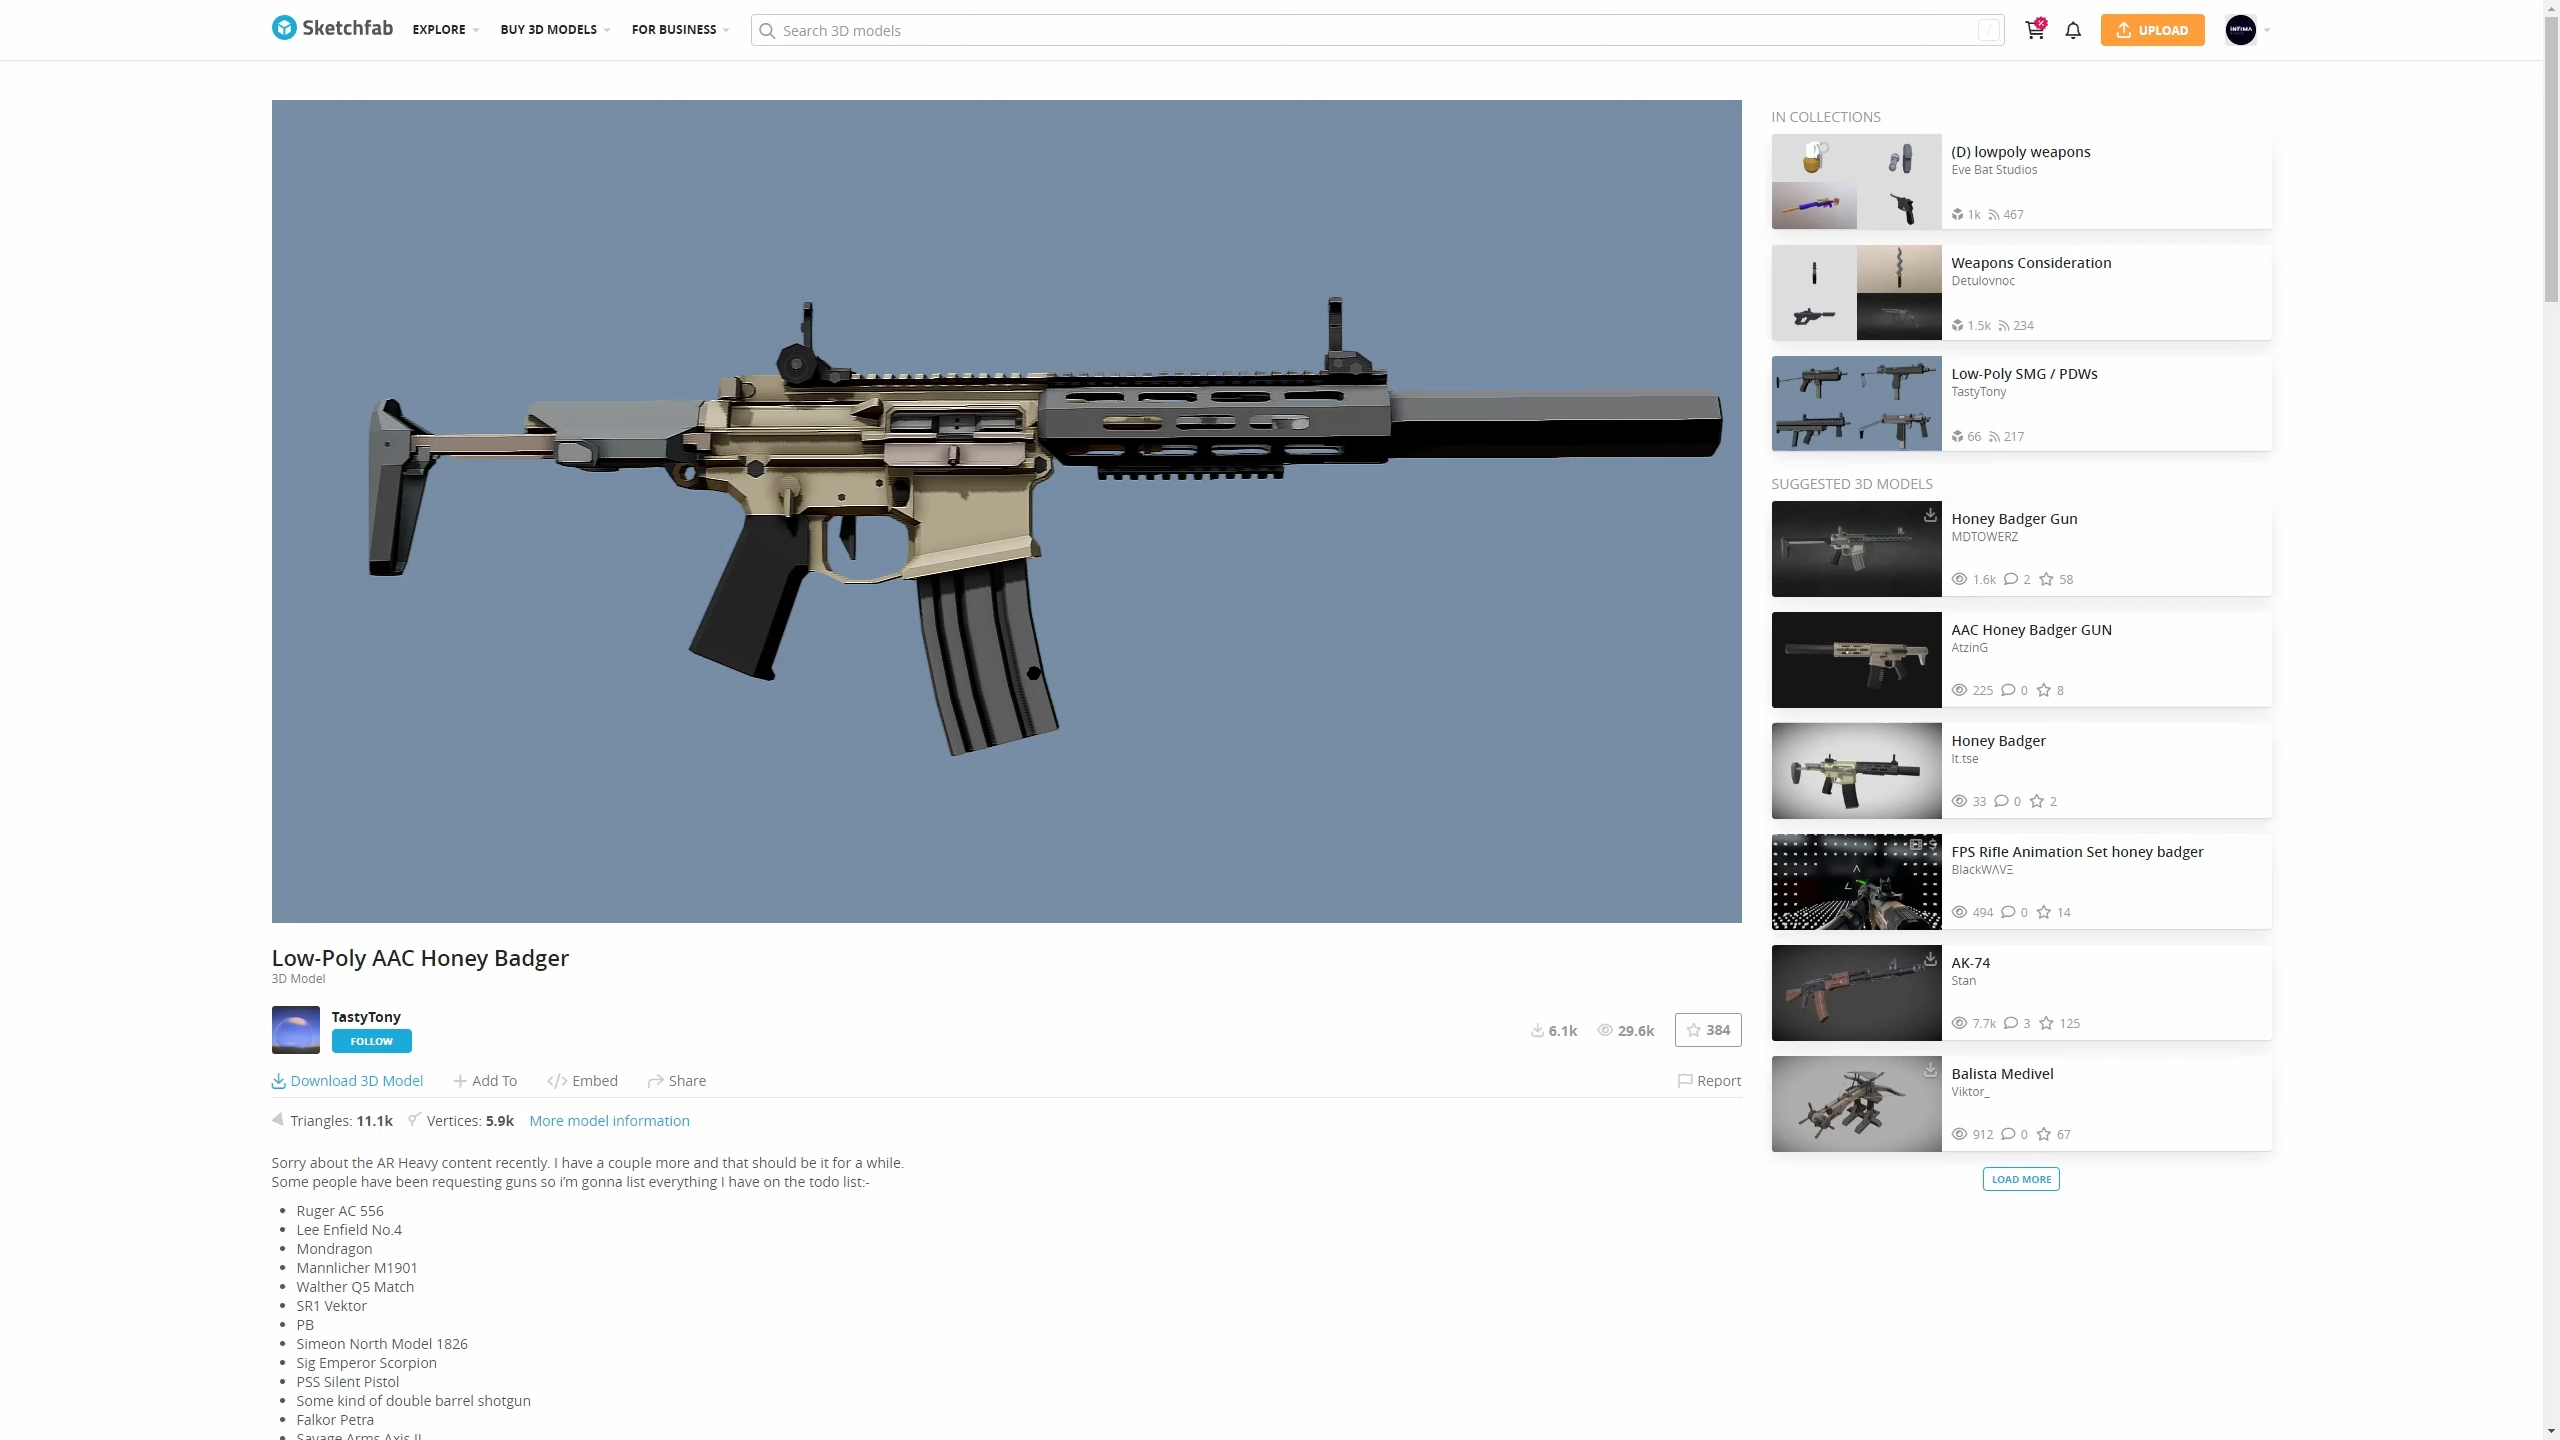 Sketchfab
EXPLORE
BUY 3D MODELS
FOR BUSINESS
Search 3D models
/
UPLOAD
INFIMA
IN COLLECTIONS
(D) lowpoly weapons
Eve Bat Studios
1k 467
Weapons Consideration
Detulovnoc
1.5k 234
Low-Poly SMG / PDWs
TastyTony
66 217
SUGGESTED 3D MODELS
Honey Badger Gun
MDTOWERZ
1.6k 2 58
AAC Honey Badger GUN
AtzinG
225 0 8
Honey Badger
lt.tse
33 0 2
FPS Rifle Animation Set honey badger
BlackWΛVΞ
494 0 14
AK-74
Stan
7.7k 3 125
Balista Medivel
Viktor_
912 0 67
LOAD MORE
Low-Poly AAC Honey Badger
3D Model
TastyTony
FOLLOW
6.1k 29.6k 384
Download 3D Model
Add To
Embed
Share
Report
Triangles: 11.1k Vertices: 5.9k More model information
Sorry about the AR Heavy content recently. I have a couple more and that should be it for a while.
Some people have been requesting guns so i’m gonna list everything I have on the todo list:-
• Ruger AC 556
• Lee Enfield No.4
• Mondragon
• Mannlicher M1901
• Walther Q5 Match
• SR1 Vektor
• PB
• Simeon North Model 1826
• Sig Emperor Scorpion
• PSS Silent Pistol
• Some kind of double barrel shotgun
• Falkor Petra
• Savage Arms Axis II